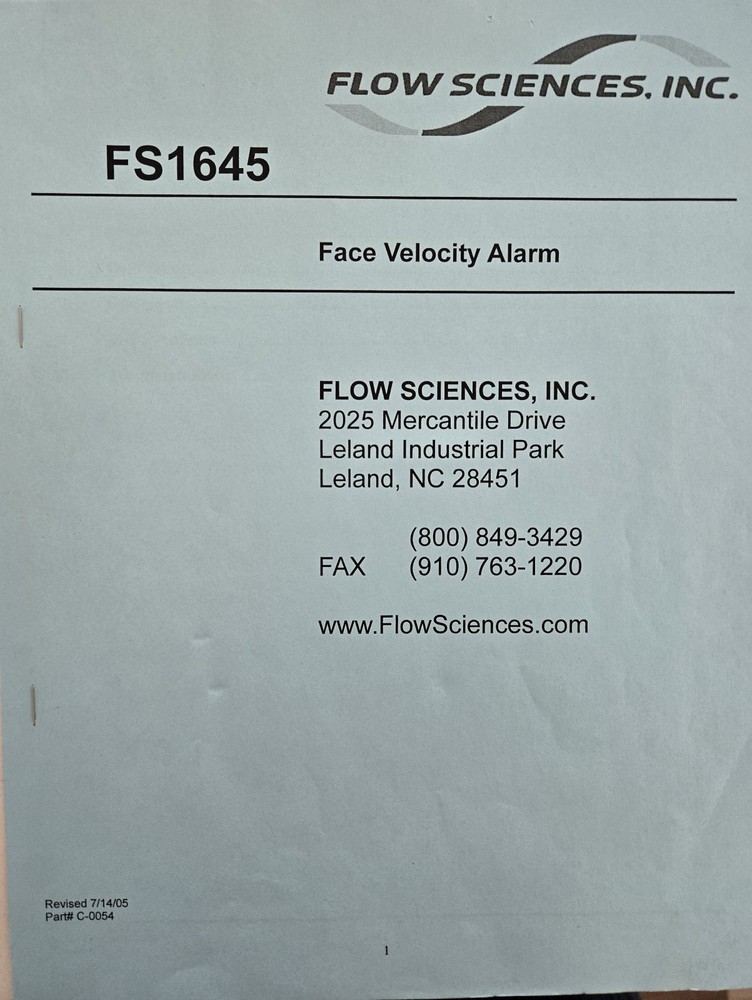 FLOW SCIENCES, INC.
FS1645
Face Velocity Alarm
FLOW SCIENCES, INC.
2025 Mercantile Drive
Leland Industrial Park
Leland, NC 28451
(800) 849-3429
FAX (910) 763-1220
www.FlowSciences.com
Revised 7/14/05
Part# C-0054
1